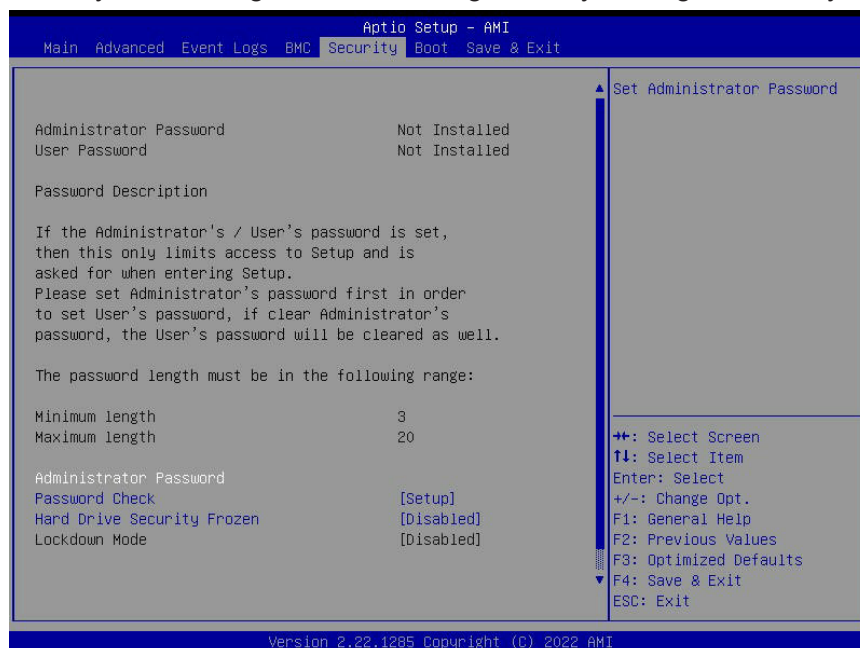 Aptio Setup – AMI
Main Advanced Event Logs BMC Security Boot Save & Exit
Set Administrator Password
Administrator Password Not Installed
User Password Not Installed
Password Description
If the Administrator's / User's password is set,
then this only limits access to Setup and is
asked for when entering Setup.
Please set Administrator's password first in order
to set User's password, if clear Administrator's
password, the User's password will be cleared as well.
The password length must be in the following range:
Minimum length 3
Maximum length 20
Administrator Password
Password Check [Setup]
Hard Drive Security Frozen [Disabled]
Lockdown Mode [Disabled]
→←: Select Screen
↑↓: Select Item
Enter: Select
+/-: Change Opt.
F1: General Help
F2: Previous Values
F3: Optimized Defaults
F4: Save & Exit
ESC: Exit
Version 2.22.1285 Copyright (C) 2022 AMI